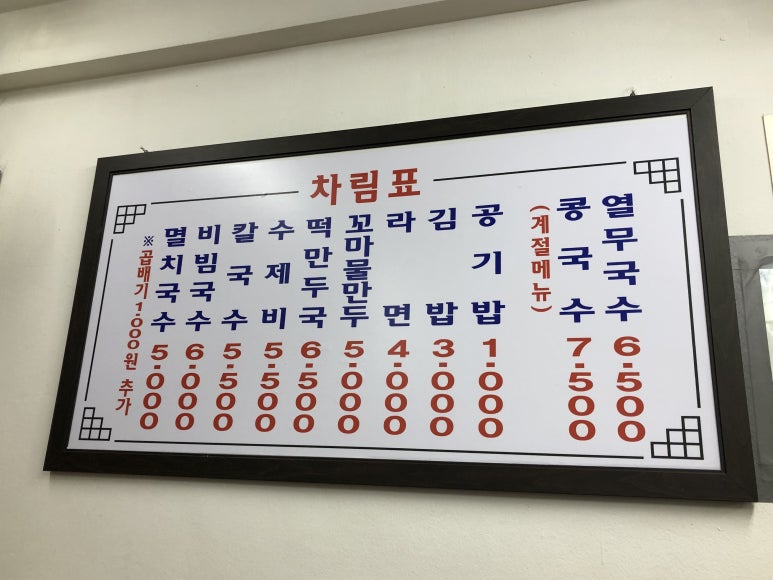 차림표
※곱배기 1.000원 추가
멸치국수 5.000
비빔국수 6.000
칼국수 5.500
수제비 5.500
떡만두국 6.500
꼬마물만두 5.000
라면 4.000
김밥 3.000
공기밥 1.000
(계절메뉴)
콩국수 7.500
열무국수 6.500